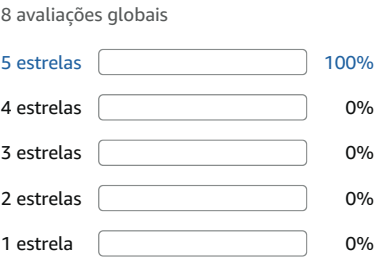 8 avaliações globais
5 estrelas 100%
4 estrelas 0%
3 estrelas 0%
2 estrelas 0%
1 estrela 0%